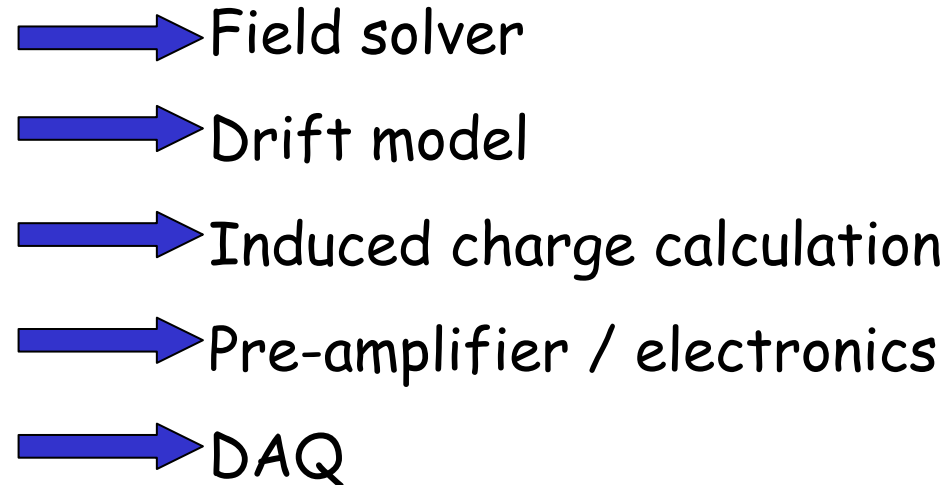 Field solver
Drift model
Induced charge calculation
Pre-amplifier / electronics
DAQ